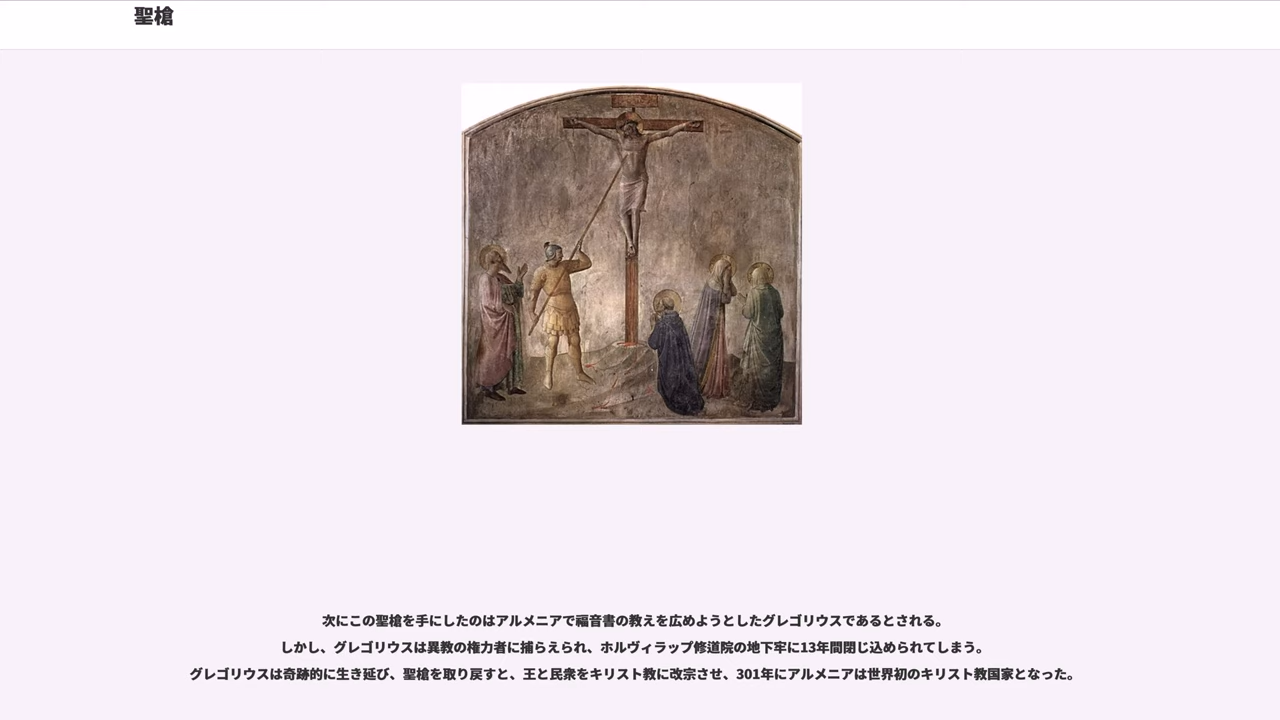 聖槍
次にこの聖槍を手にしたのはアルメニアで福音書の教えを広めようとしたグレゴリウスであるとされる。
しかし、グレゴリウスは異教の権力者に捕らえられ、ホルヴィラップ修道院の地下牢に13年間閉じ込められてしまう。
グレゴリウスは奇跡的に生き延び、聖槍を取り戻すと、王と民衆をキリスト教に改宗させ、301年にアルメニアは世界初のキリスト教国家となった。